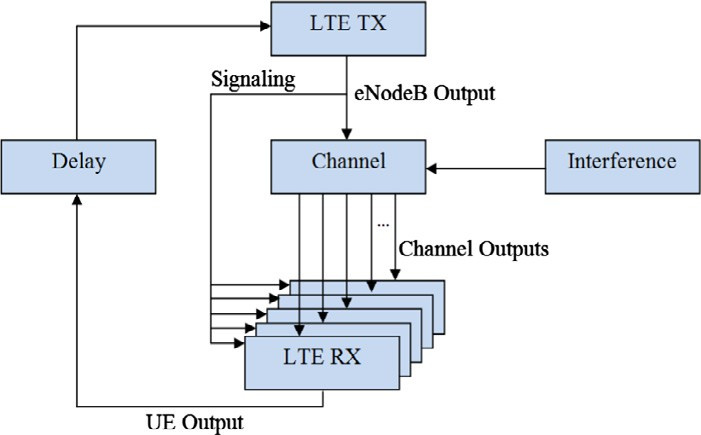 LTE TX
Signaling
eNodeB Output
Delay
Channel
Interference
...
Channel Outputs
LTE RX
UE Output